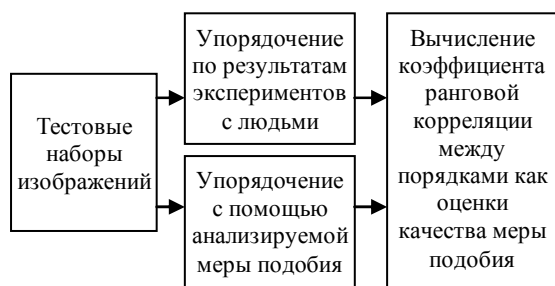 Тестовые
наборы
изображений
Упорядочение
по результатам
экспериментов
с людьми
Упорядочение
с помощью
анализируемой
меры подобия
Вычисление
коэффициента
ранговой
корреляции
между
порядками как
оценки
качества меры
подобия